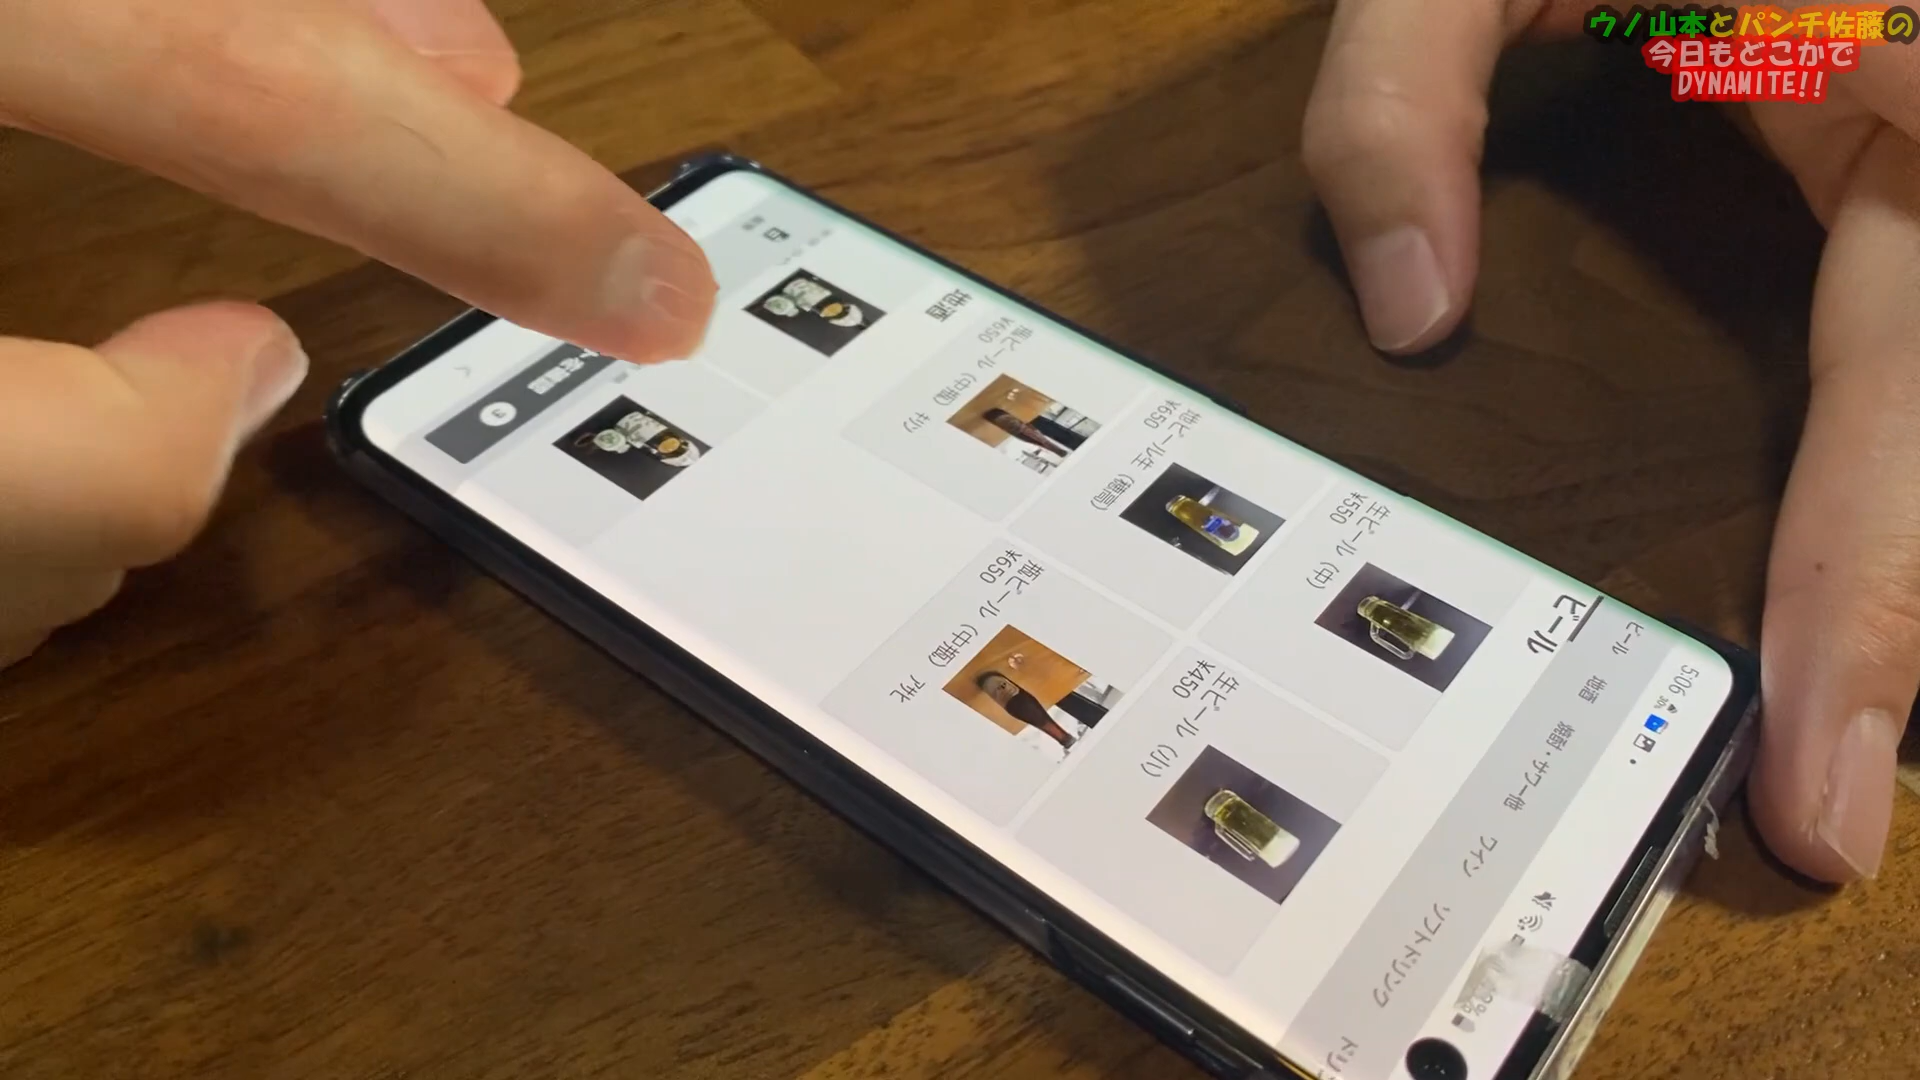 ウノ山本とパンチ佐藤の
今日もどこかで
DYNAMITE!!
5:06
ビール
地酒
焼酎・サワー他
ワイン
ソフトドリンク
ビール
生ビール（中）
¥550
生ビール（小）
¥450
地ビール生（穂高）
¥650
瓶ビール（中瓶）アサヒ
¥650
瓶ビール（中瓶）キリン
¥650
地酒
3